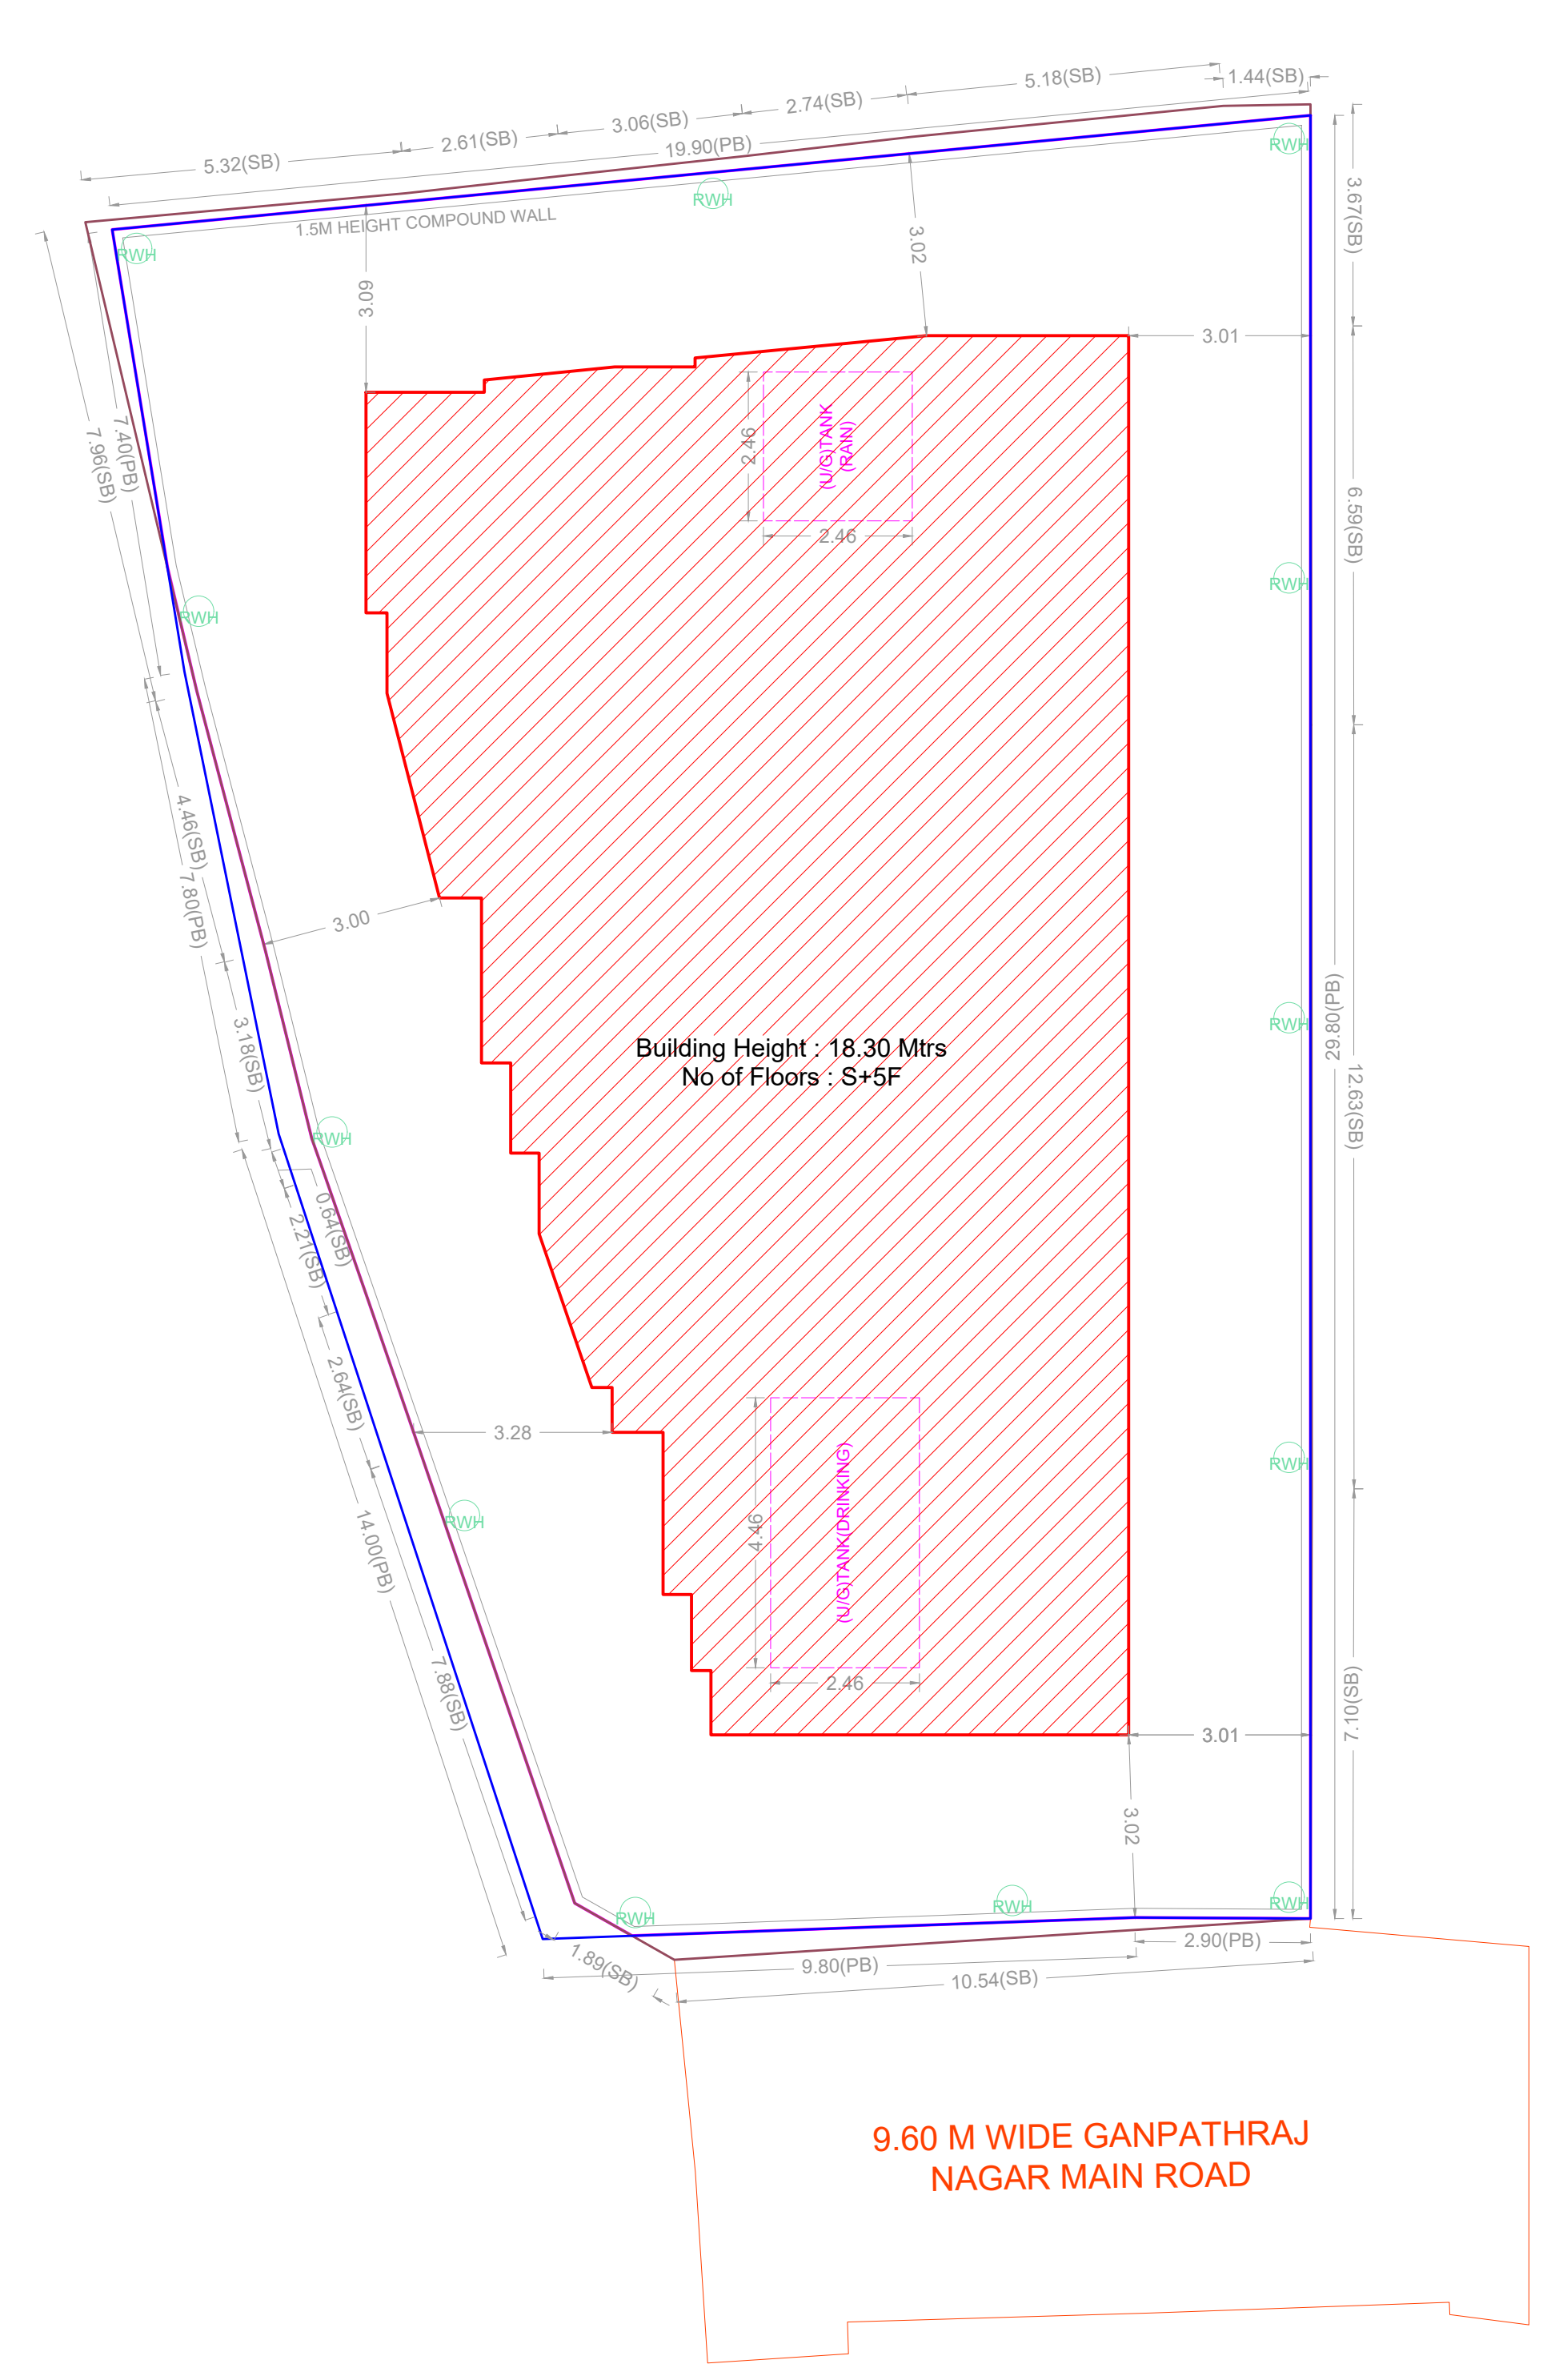 5.18(SB)
1.44(SB)
2.74(SB)
3.06(SB)
2.61(SB)
5.32(SB)
19.90(PB)
1.5M HEIGHT COMPOUND WALL
RWH
RWH
RWH
3.67(SB)
3.02
3.09
3.01
7.40(PB)
7.96(SB)
2.46
(U/G)TANK
(RAIN)
2.46
6.59(SB)
RWH
RWH
4.46(SB)
7.80(PB)
3.00
29.80(PB)
3.18(SB)
RWH
Building Height : 18.30 Mtrs
No of Floors : S+5F
12.63(SB)
RWH
0.64(SB)
2.21(SB)
2.64(SB)
3.28
RWH
14.00(PB)
RWH
4.46
(U/G)TANK(DRINKING)
2.46
7.88(SB)
7.10(SB)
3.01
3.02
RWH
RWH
RWH
1.89(SB)
2.90(PB)
9.80(PB)
10.54(SB)
9.60 M WIDE GANPATHRAJ
NAGAR MAIN ROAD